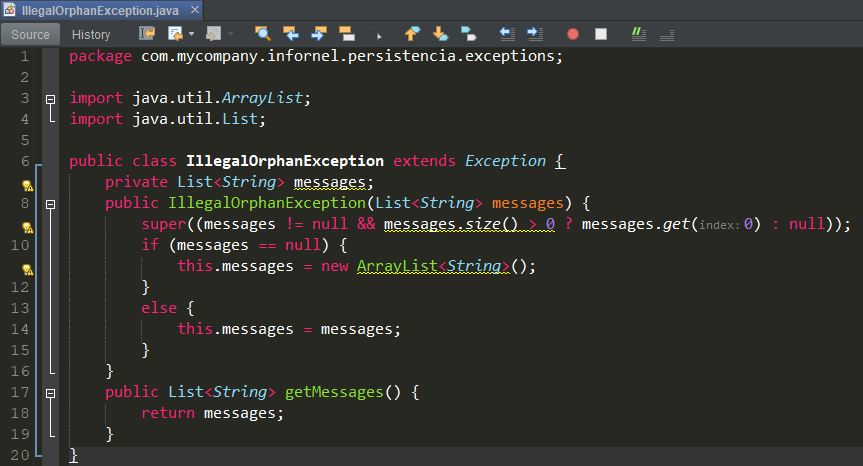 IllegalOrphanException.java
Source History
1 package com.mycompany.infornel.persistencia.exceptions;
2
3 import java.util.ArrayList;
4 import java.util.List;
5
6 public class IllegalOrphanException extends Exception {
private List<String> messages;
8 public IllegalOrphanException(List<String> messages) {
super((messages != null && messages.size() > 0 ? messages.get(index:0) : null));
10 if (messages == null) {
this.messages = new ArrayList<String>();
12 }
13 else {
14 this.messages = messages;
15 }
16 }
17 public List<String> getMessages() {
18 return messages;
19 }
20 }